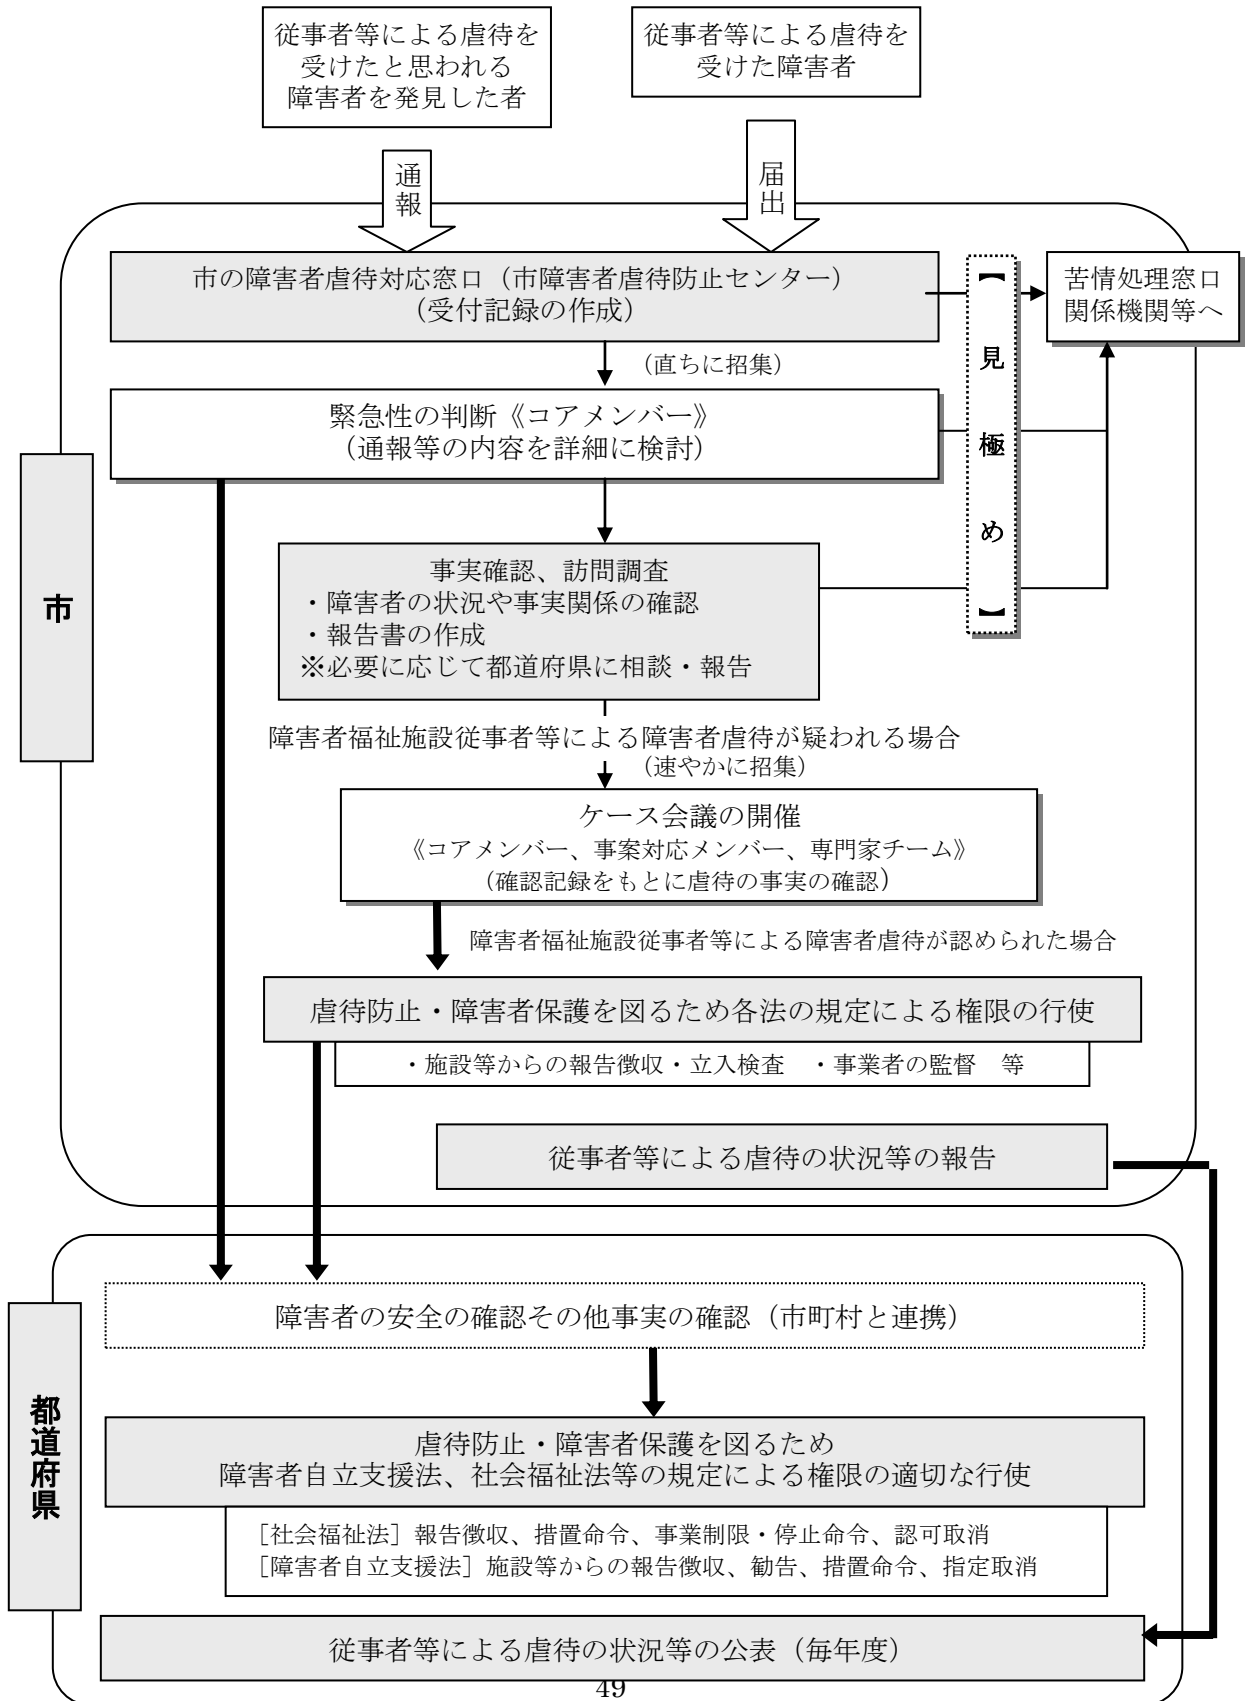 従事者等による虐待を
受けたと思われる
障害者を発見した者
従事者等による虐待を
受けた障害者
通報
届出
市の障害者虐待対応窓口（市障害者虐待防止センター）
（受付記録の作成）
【見極め】
苦情処理窓口
関係機関等へ
（直ちに招集）
緊急性の判断《コアメンバー》
（通報等の内容を詳細に検討）
市
事実確認、訪問調査
・障害者の状況や事実関係の確認
・報告書の作成
※必要に応じて都道府県に相談・報告
障害者福祉施設従事者等による障害者虐待が疑われる場合
（速やかに招集）
ケース会議の開催
《コアメンバー、事案対応メンバー、専門家チーム》
（確認記録をもとに虐待の事実の確認）
障害者福祉施設従事者等による障害者虐待が認められた場合
虐待防止・障害者保護を図るため各法の規定による権限の行使
・施設等からの報告徴収・立入検査　・事業者の監督　等
従事者等による虐待の状況等の報告
都道府県
障害者の安全の確認その他事実の確認（市町村と連携）
虐待防止・障害者保護を図るため
障害者自立支援法、社会福祉法等の規定による権限の適切な行使
［社会福祉法］報告徴収、措置命令、事業制限・停止命令、認可取消
［障害者自立支援法］施設等からの報告徴収、勧告、措置命令、指定取消
従事者等による虐待の状況等の公表（毎年度）
49